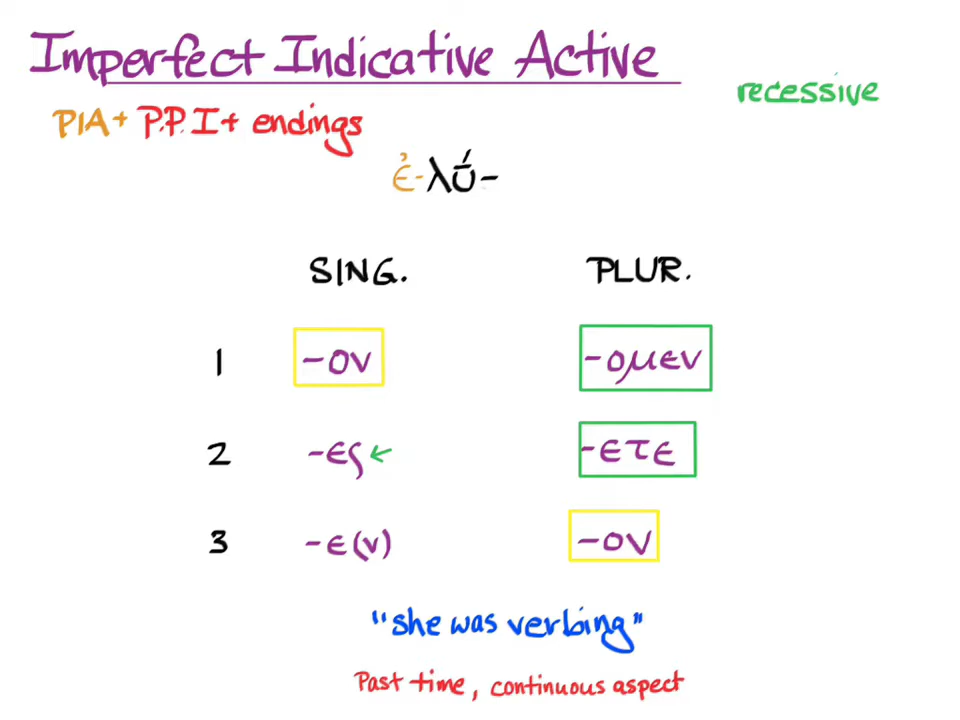 Imperfect Indicative Active
recessive
PIA+ P.P. I + endings
ἐ-λύ̄-
SING. PLUR.
1 -ον -ομεν
2 -ες ← -ετε
3 -ε(ν) -ον
"she was verbing"
Past time, continuous aspect